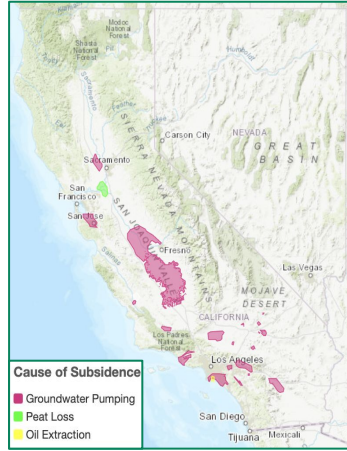 Modoc
National
Forest
Shasta
National
Forest
Sacramento
Humboldt
Feather
Carson City
NEVADA
GREAT
BASIN
SIERRA NEVADA MOUNTAINS
Sacramento
San
Francisco
San Jose
SAN JOAQUIN VALLEY
Fresno
Salinas
Las Vegas
MOJAVE
DESERT
CALIFORNIA
Los Padres
National
Forest
Los Angeles
San Diego
Tijuana
Mexicali
Cause of Subsidence
Groundwater Pumping
Peat Loss
Oil Extraction